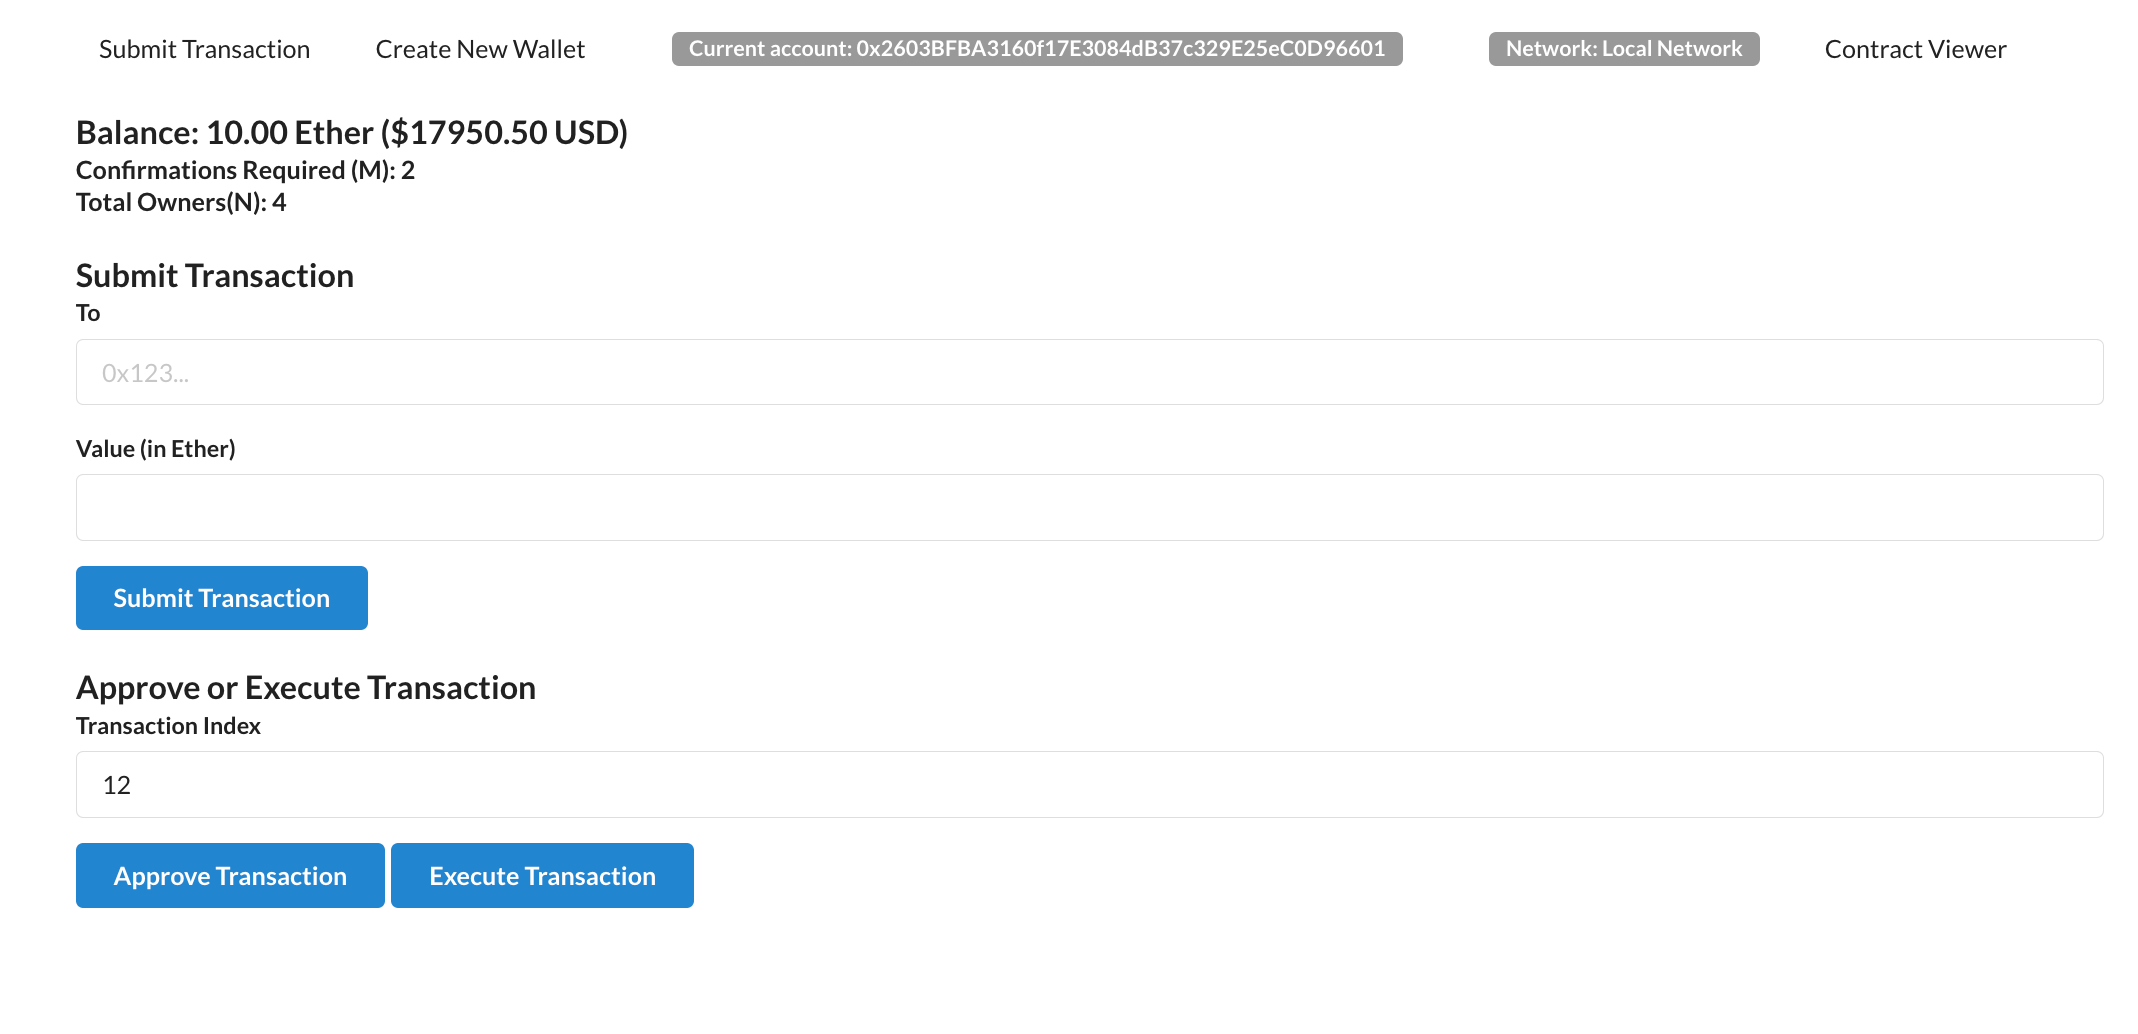 Submit Transaction Create New Wallet Current account: 0x2603BFBA3160f17E3084dB37c329E25eC0D96601 Network: Local Network Contract Viewer
Balance: 10.00 Ether ($17950.50 USD)
Confirmations Required (M): 2
Total Owners(N): 4
Submit Transaction
To
0x123...
Value (in Ether)
Submit Transaction
Approve or Execute Transaction
Transaction Index
12
Approve Transaction Execute Transaction